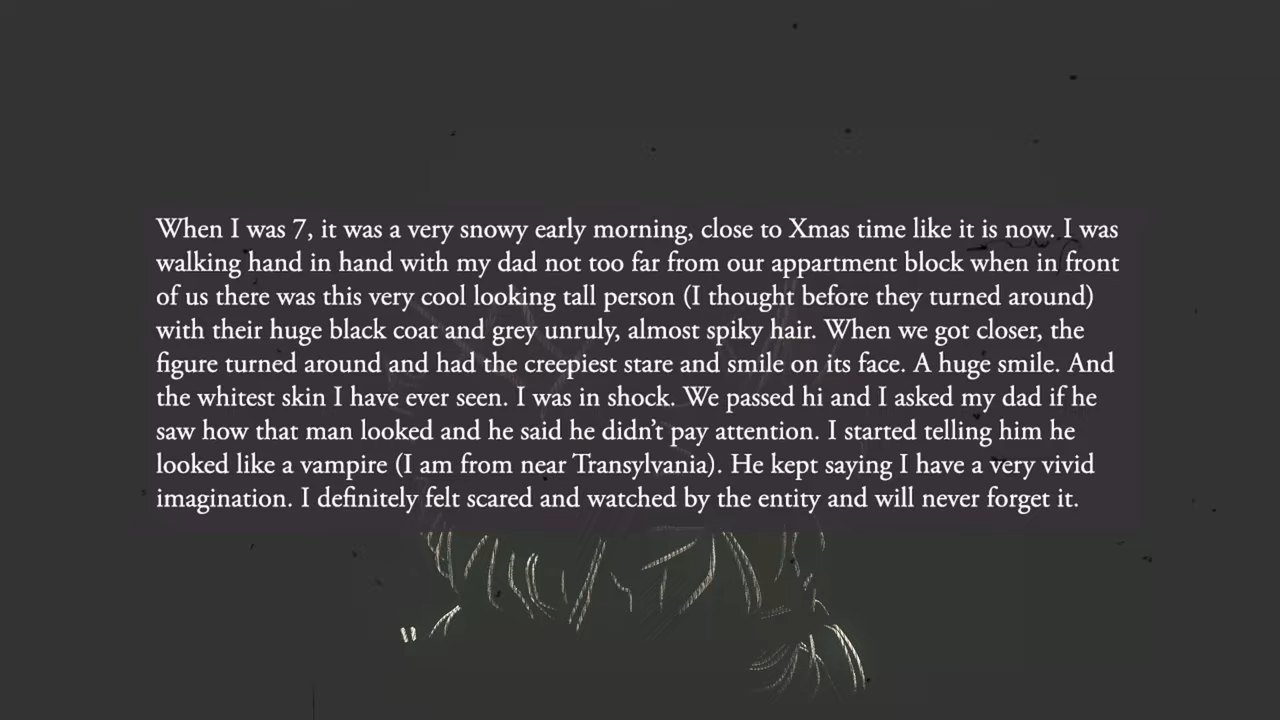 When I was 7, it was a very snowy early morning, close to Xmas time like it is now. I was
walking hand in hand with my dad not too far from our appartment block when in front
of us there was this very cool looking tall person (I thought before they turned around)
with their huge black coat and grey unruly, almost spiky hair. When we got closer, the
figure turned around and had the creepiest stare and smile on its face. A huge smile. And
the whitest skin I have ever seen. I was in shock. We passed hi and I asked my dad if he
saw how that man looked and he said he didn’t pay attention. I started telling him he
looked like a vampire (I am from near Transylvania). He kept saying I have a very vivid
imagination. I definitely felt scared and watched by the entity and will never forget it.